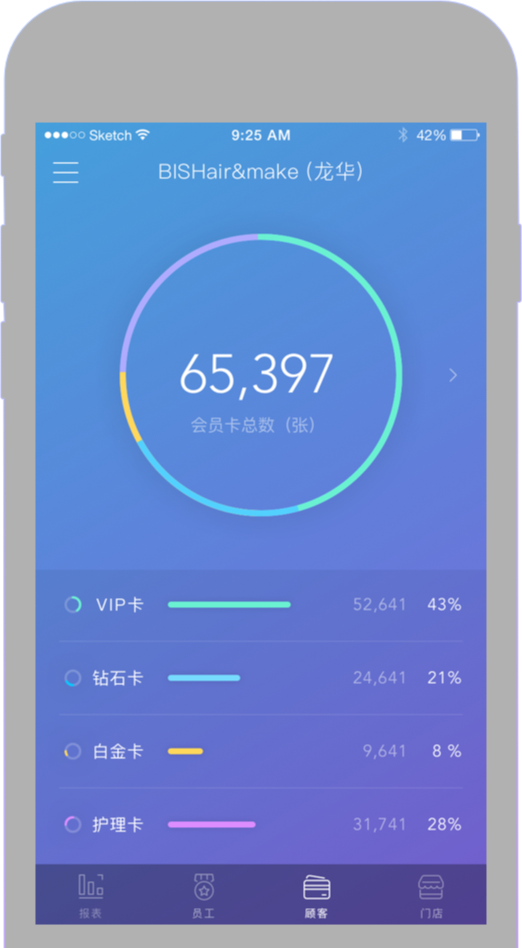 Sketch 9:25 AM 42%
BISHair&make (龙华)
65,397
会员卡总数 (张)
VIP卡 52,641 43%
钻石卡 24,641 21%
白金卡 9,641 8 %
护理卡 31,741 28%
报表 员工 顾客 门店